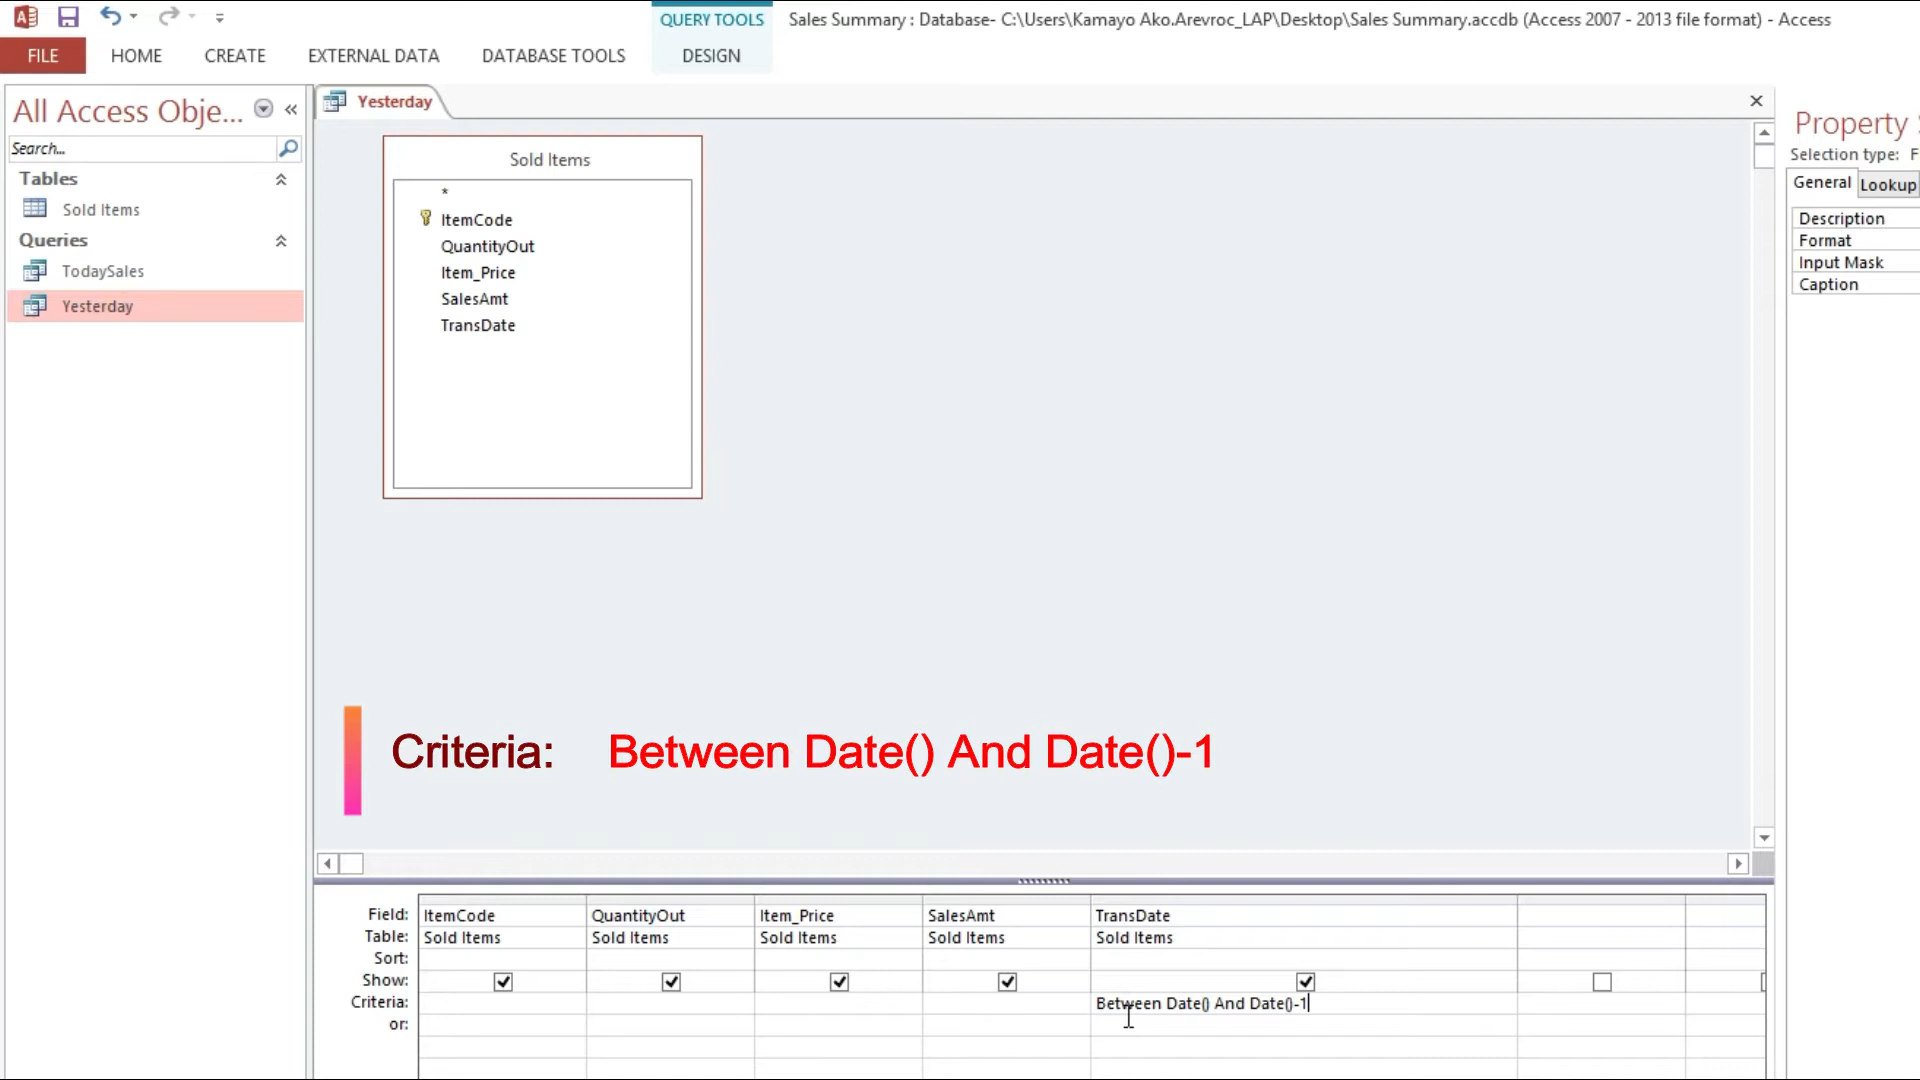 QUERY TOOLS
Sales Summary : Database- C:\Users\Kamayo Ako.Arevroc_LAP\Desktop\Sales Summary.accdb (Access 2007 - 2013 file format) - Access
FILE HOME CREATE EXTERNAL DATA DATABASE TOOLS DESIGN
All Access Obje... «
Search...
Tables
Sold Items
Queries
TodaySales
Yesterday
Yesterday
Sold Items
*
ItemCode
QuantityOut
Item_Price
SalesAmt
TransDate
Property
Selection type: F
General Lookup
Description
Format
Input Mask
Caption
Criteria: Between Date() And Date()-1
Field: ItemCode QuantityOut Item_Price SalesAmt TransDate
Table: Sold Items Sold Items Sold Items Sold Items Sold Items
Sort:
Show:
Criteria: Between Date() And Date()-1
or: